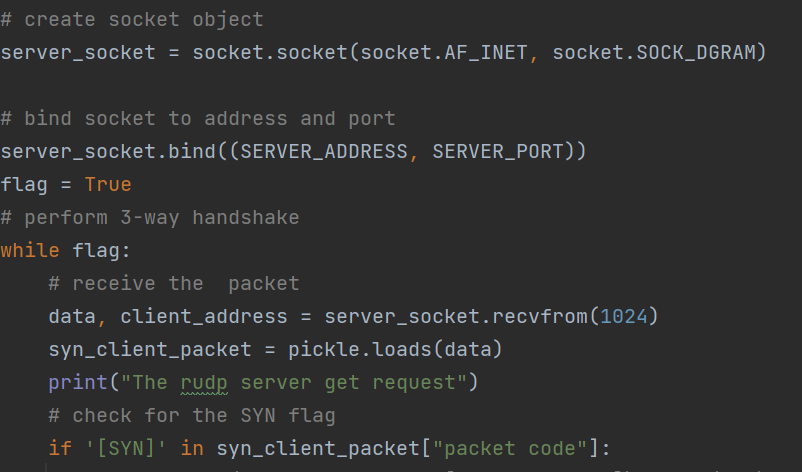 # create socket object
server_socket = socket.socket(socket.AF_INET, socket.SOCK_DGRAM)
# bind socket to address and port
server_socket.bind((SERVER_ADDRESS, SERVER_PORT))
flag = True
# perform 3-way handshake
while flag:
    # receive the  packet
    data, client_address = server_socket.recvfrom(1024)
    syn_client_packet = pickle.loads(data)
    print("The rudp server get request")
    # check for the SYN flag
    if '[SYN]' in syn_client_packet["packet code"]: